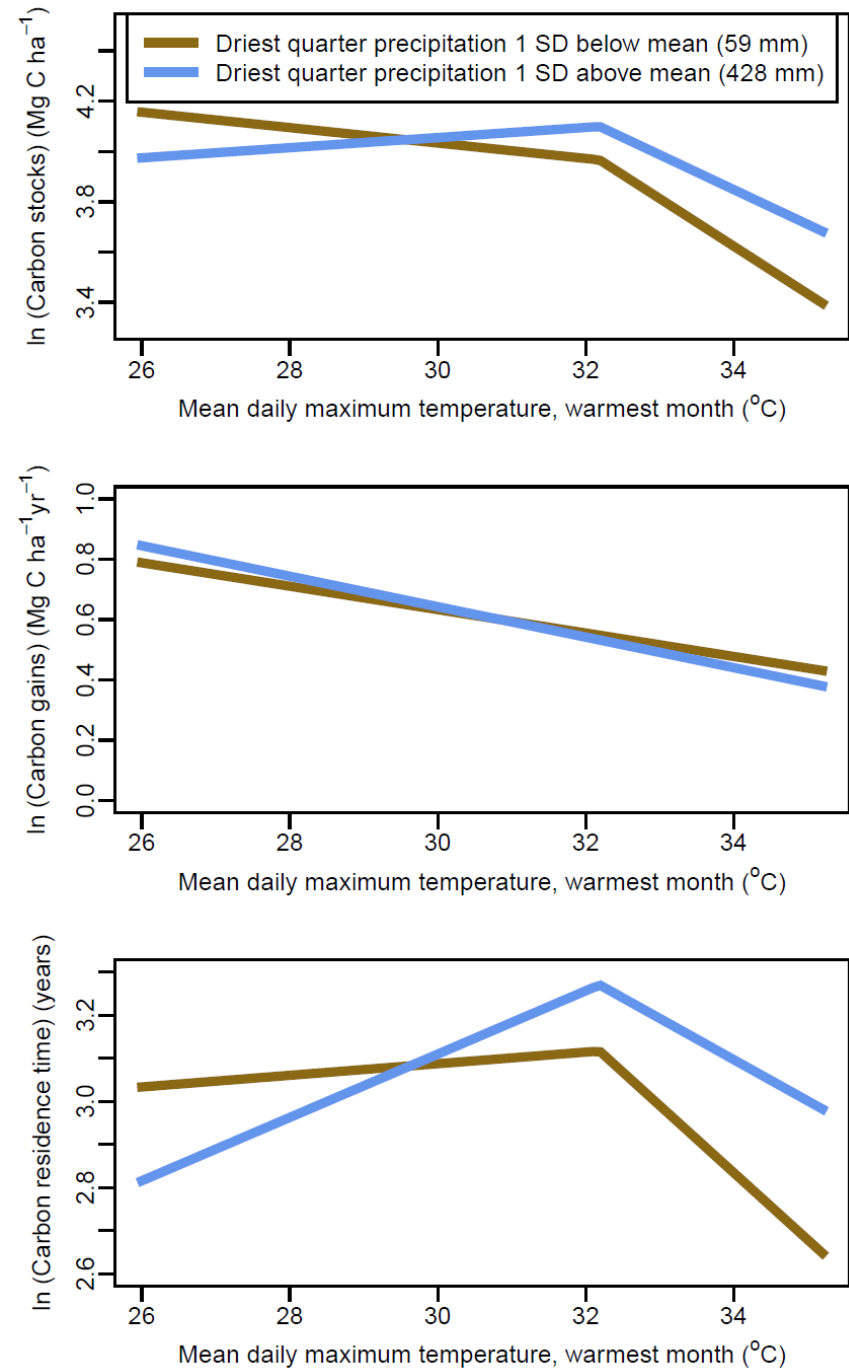 Driest quarter precipitation 1 SD below mean (59 mm)
Driest quarter precipitation 1 SD above mean (428 mm)
ln (Carbon stocks) (Mg C ha⁻¹)
4.2
3.8
3.4
26 28 30 32 34
Mean daily maximum temperature, warmest month (°C)
ln (Carbon gains) (Mg C ha⁻¹yr⁻¹)
1.0
0.8
0.6
0.4
0.2
0.0
26 28 30 32 34
Mean daily maximum temperature, warmest month (°C)
ln (Carbon residence time) (years)
3.2
3.0
2.8
2.6
26 28 30 32 34
Mean daily maximum temperature, warmest month (°C)